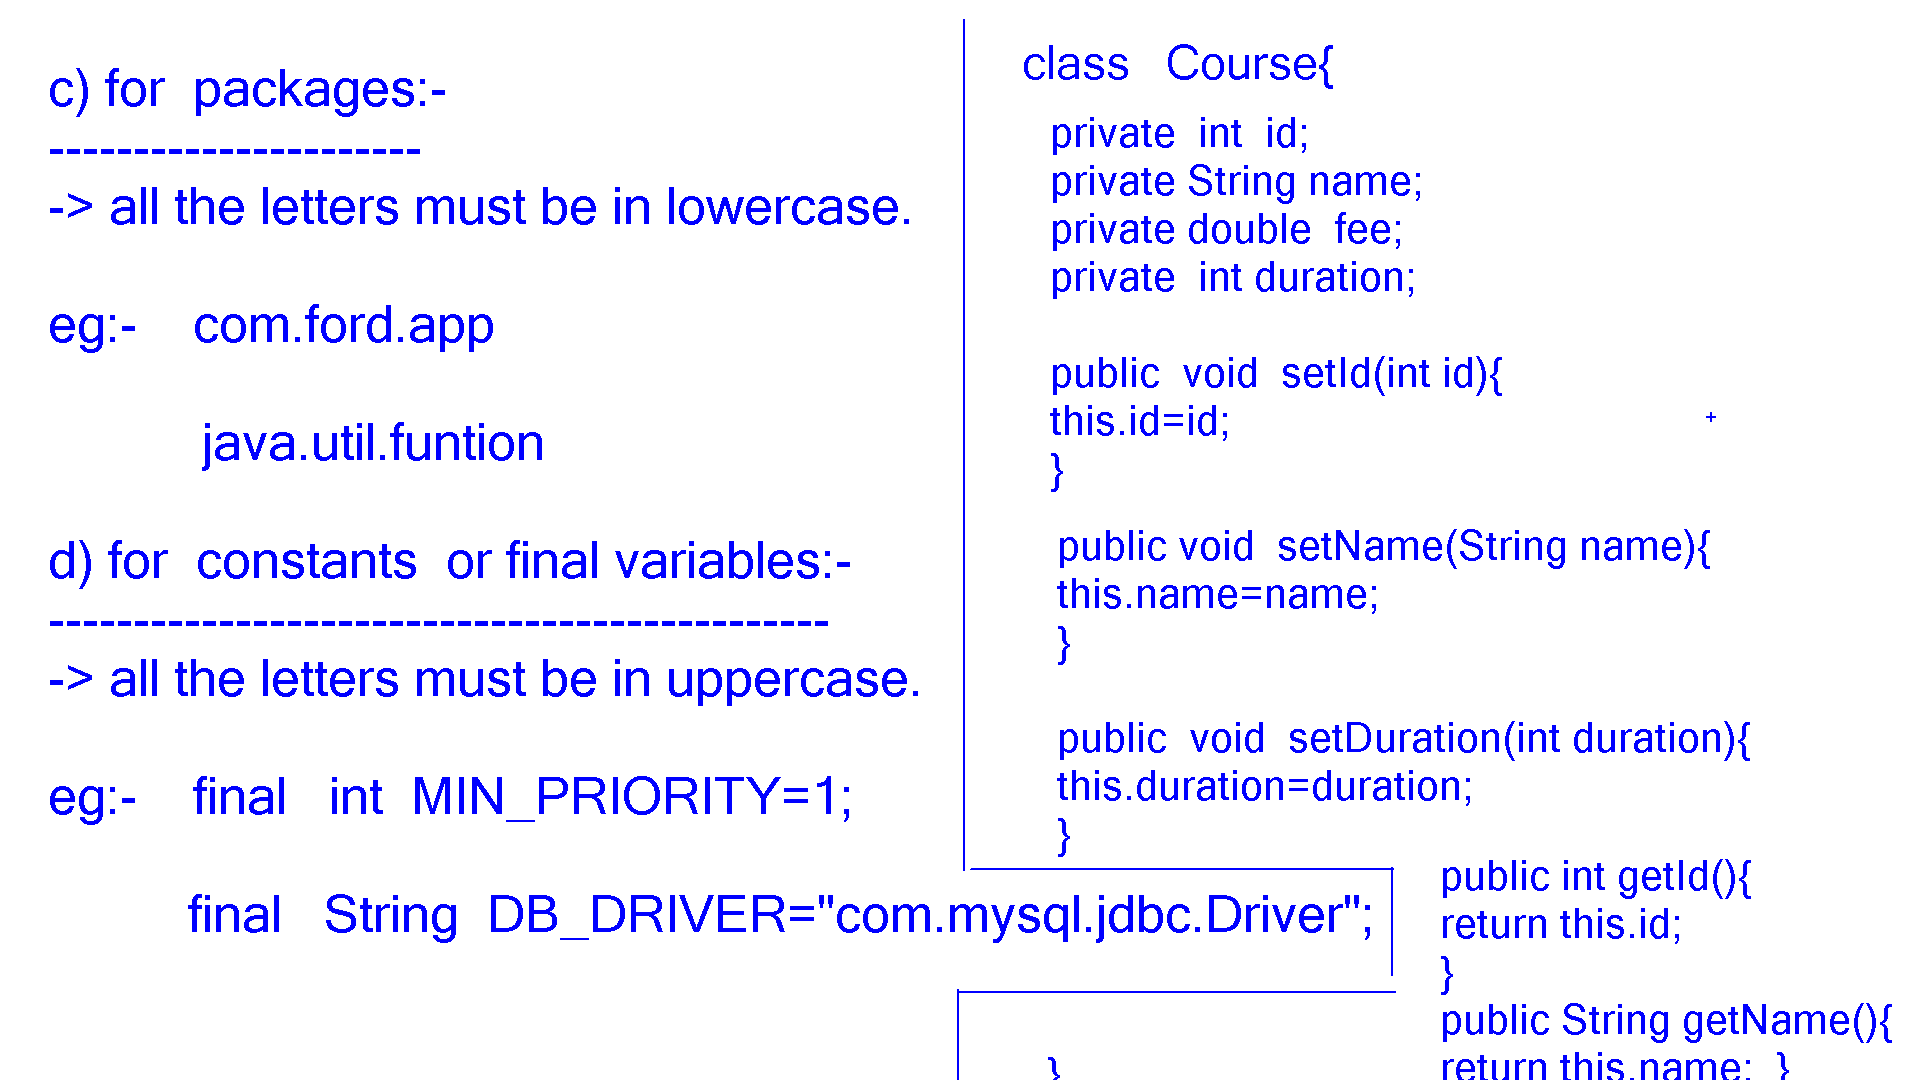 c) for packages:-
----------------------
-> all the letters must be in lowercase.
eg:- com.ford.app
java.util.funtion
d) for constants or final variables:-
----------------------------------------------
-> all the letters must be in uppercase.
eg:- final int MIN_PRIORITY=1;
final String DB_DRIVER="com.mysql.jdbc.Driver";
class Course{
private int id;
private String name;
private double fee;
private int duration;
public void setId(int id){
this.id=id;
}
public void setName(String name){
this.name=name;
}
public void setDuration(int duration){
this.duration=duration;
}
public int getId(){
return this.id;
}
public String getName(){
return this.name; }
}